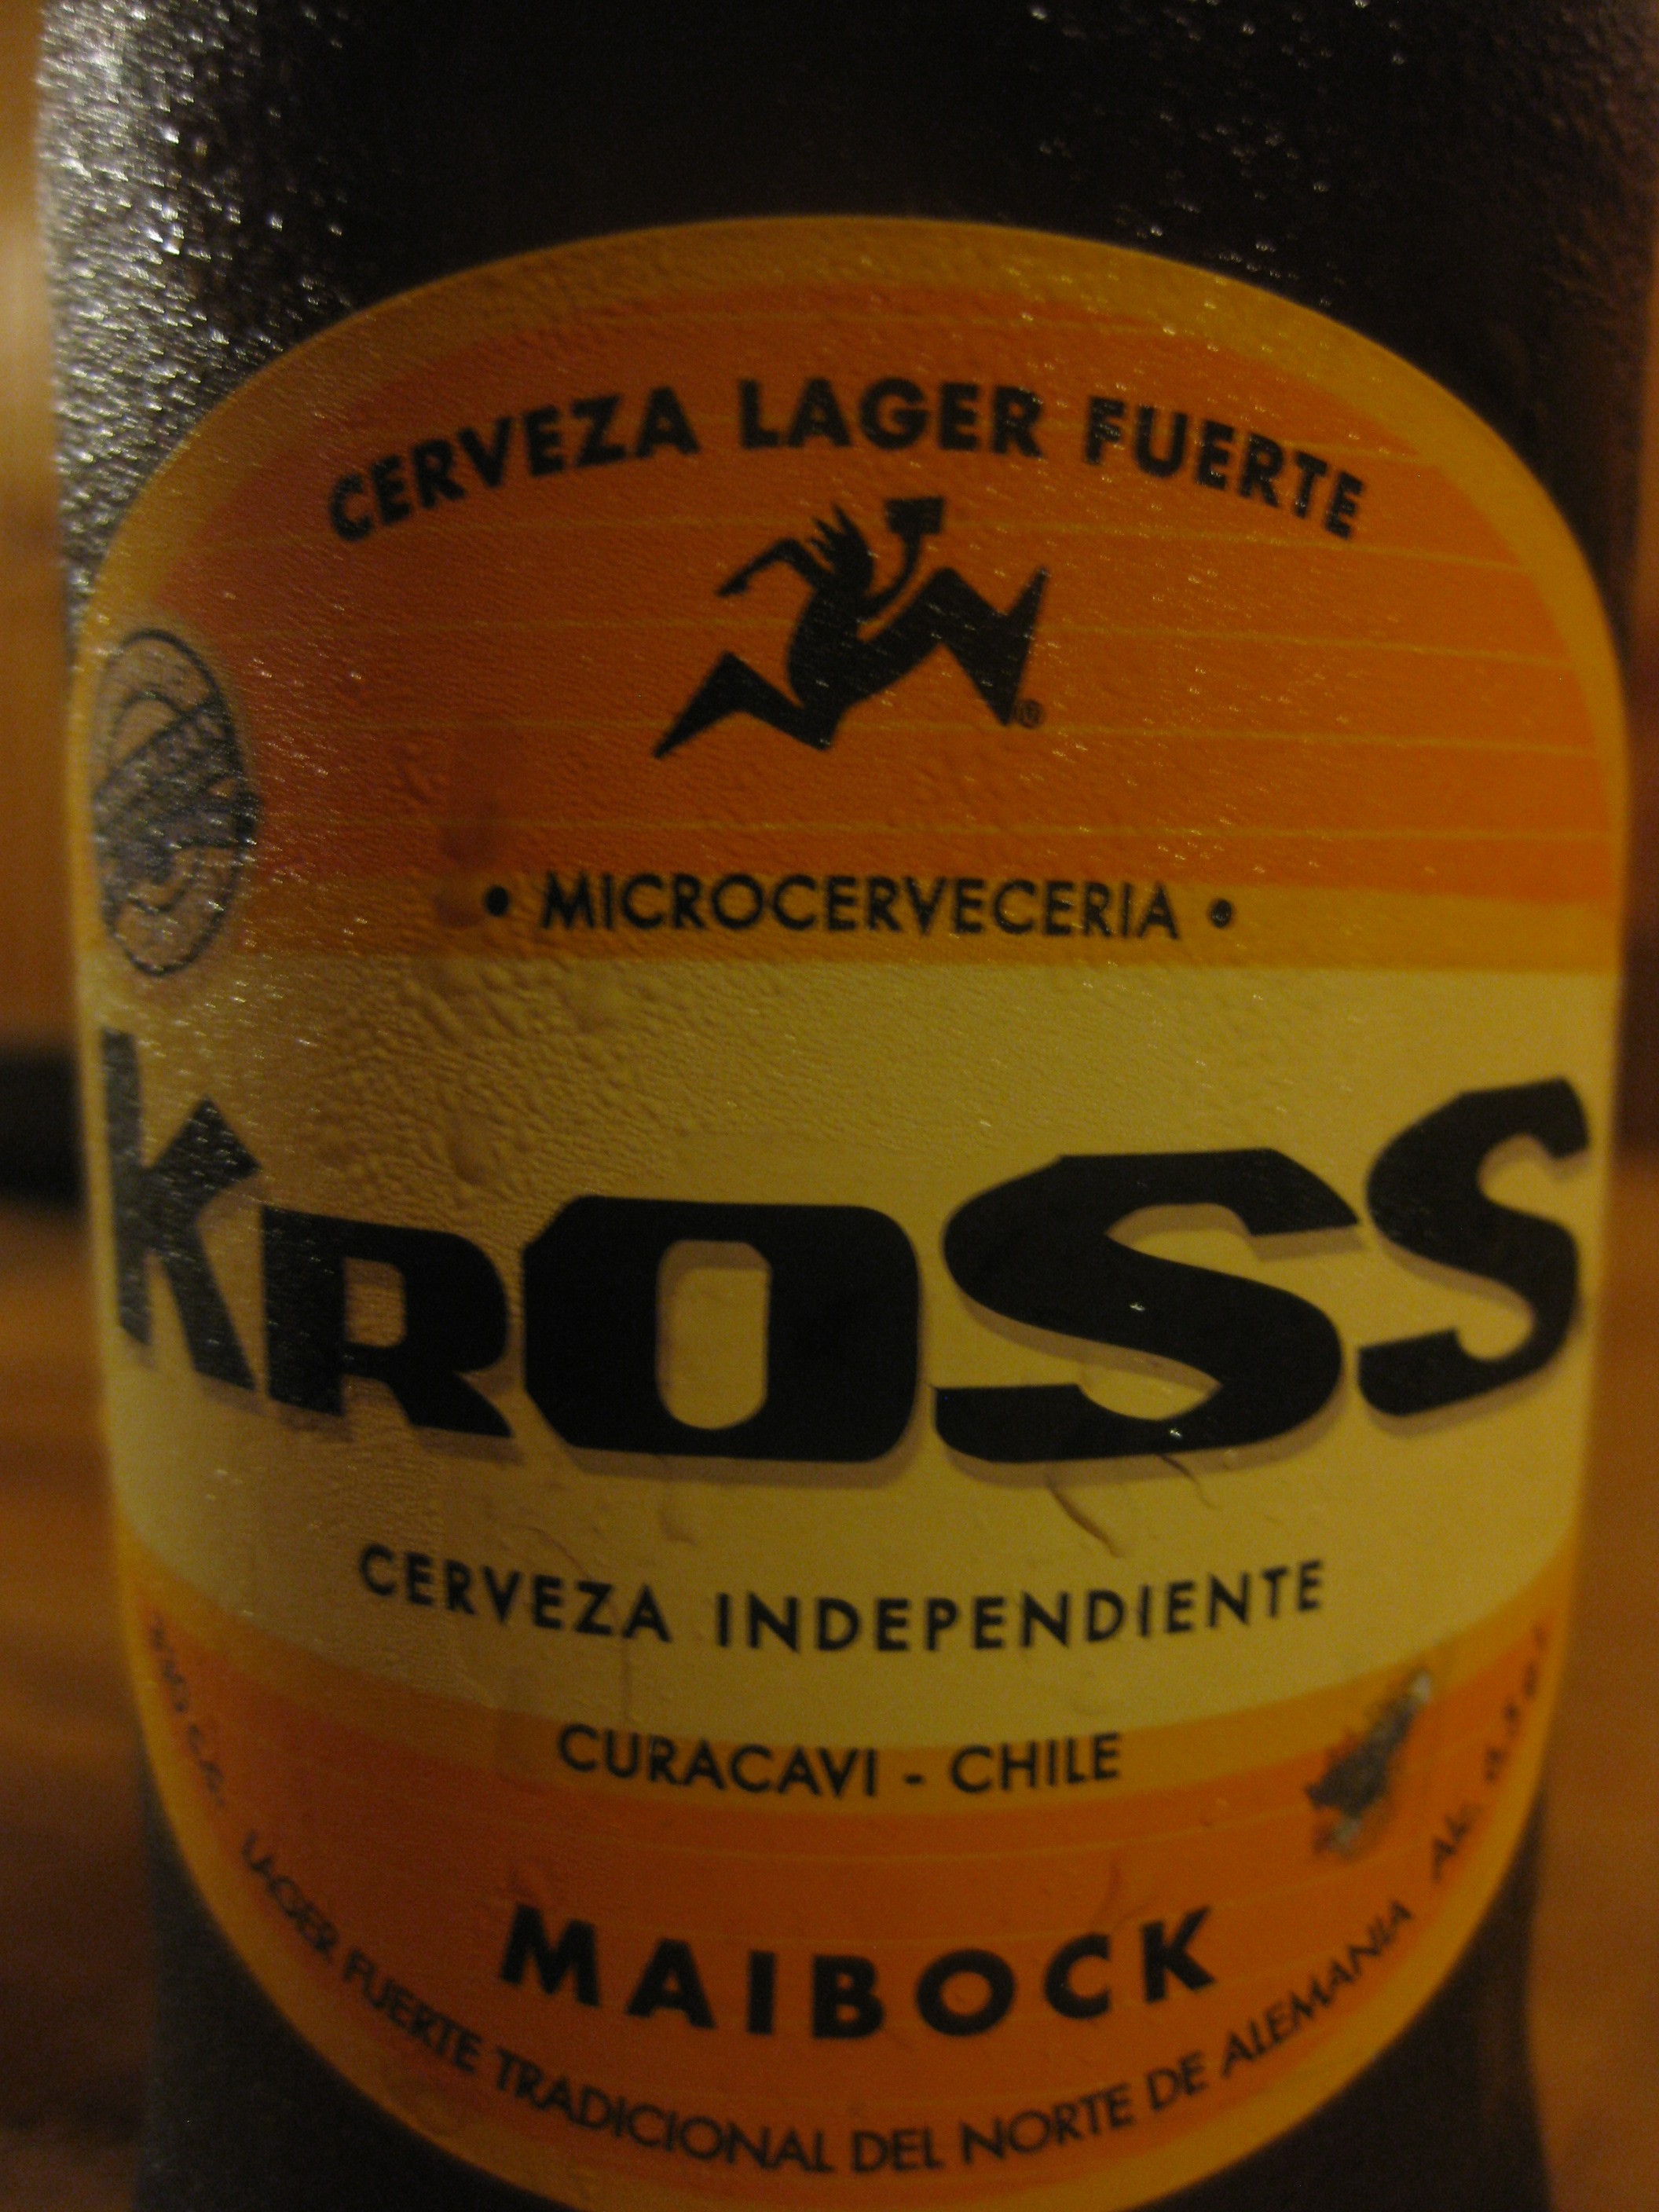 CERVEZA LAGER FUERTE
®
• MICROCERVECERIA •
KROSS
CERVEZA INDEPENDIENTE
CURACAVI - CHILE
MAIBOCK
LAGER FUERTE TRADICIONAL DEL NORTE DE ALEMANIA